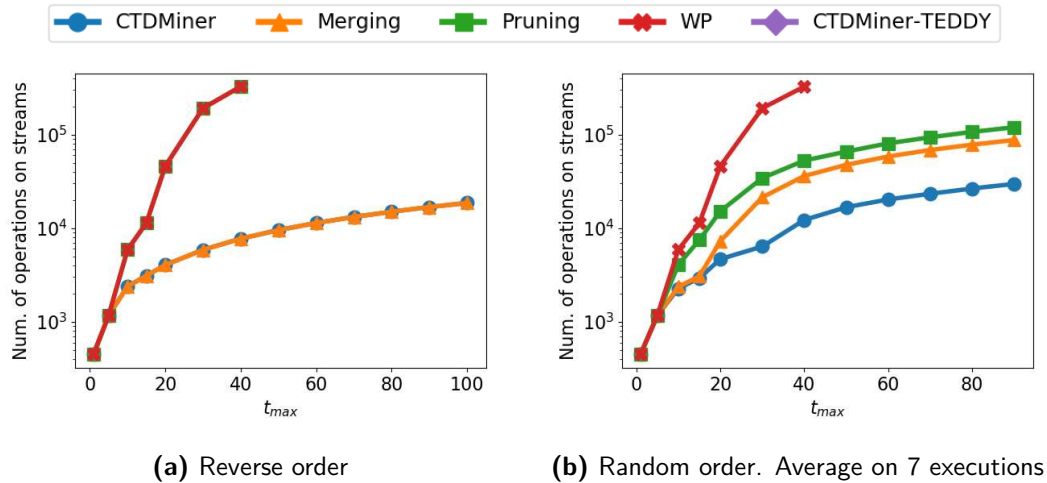 CTDMiner Merging Pruning WP CTDMiner-TEDDY
Num. of operations on streams
10^5
10^4
10^3
0 20 40 60 80 100
t_max
(a) Reverse order
Num. of operations on streams
10^5
10^4
10^3
0 20 40 60 80
t_max
(b) Random order. Average on 7 executions